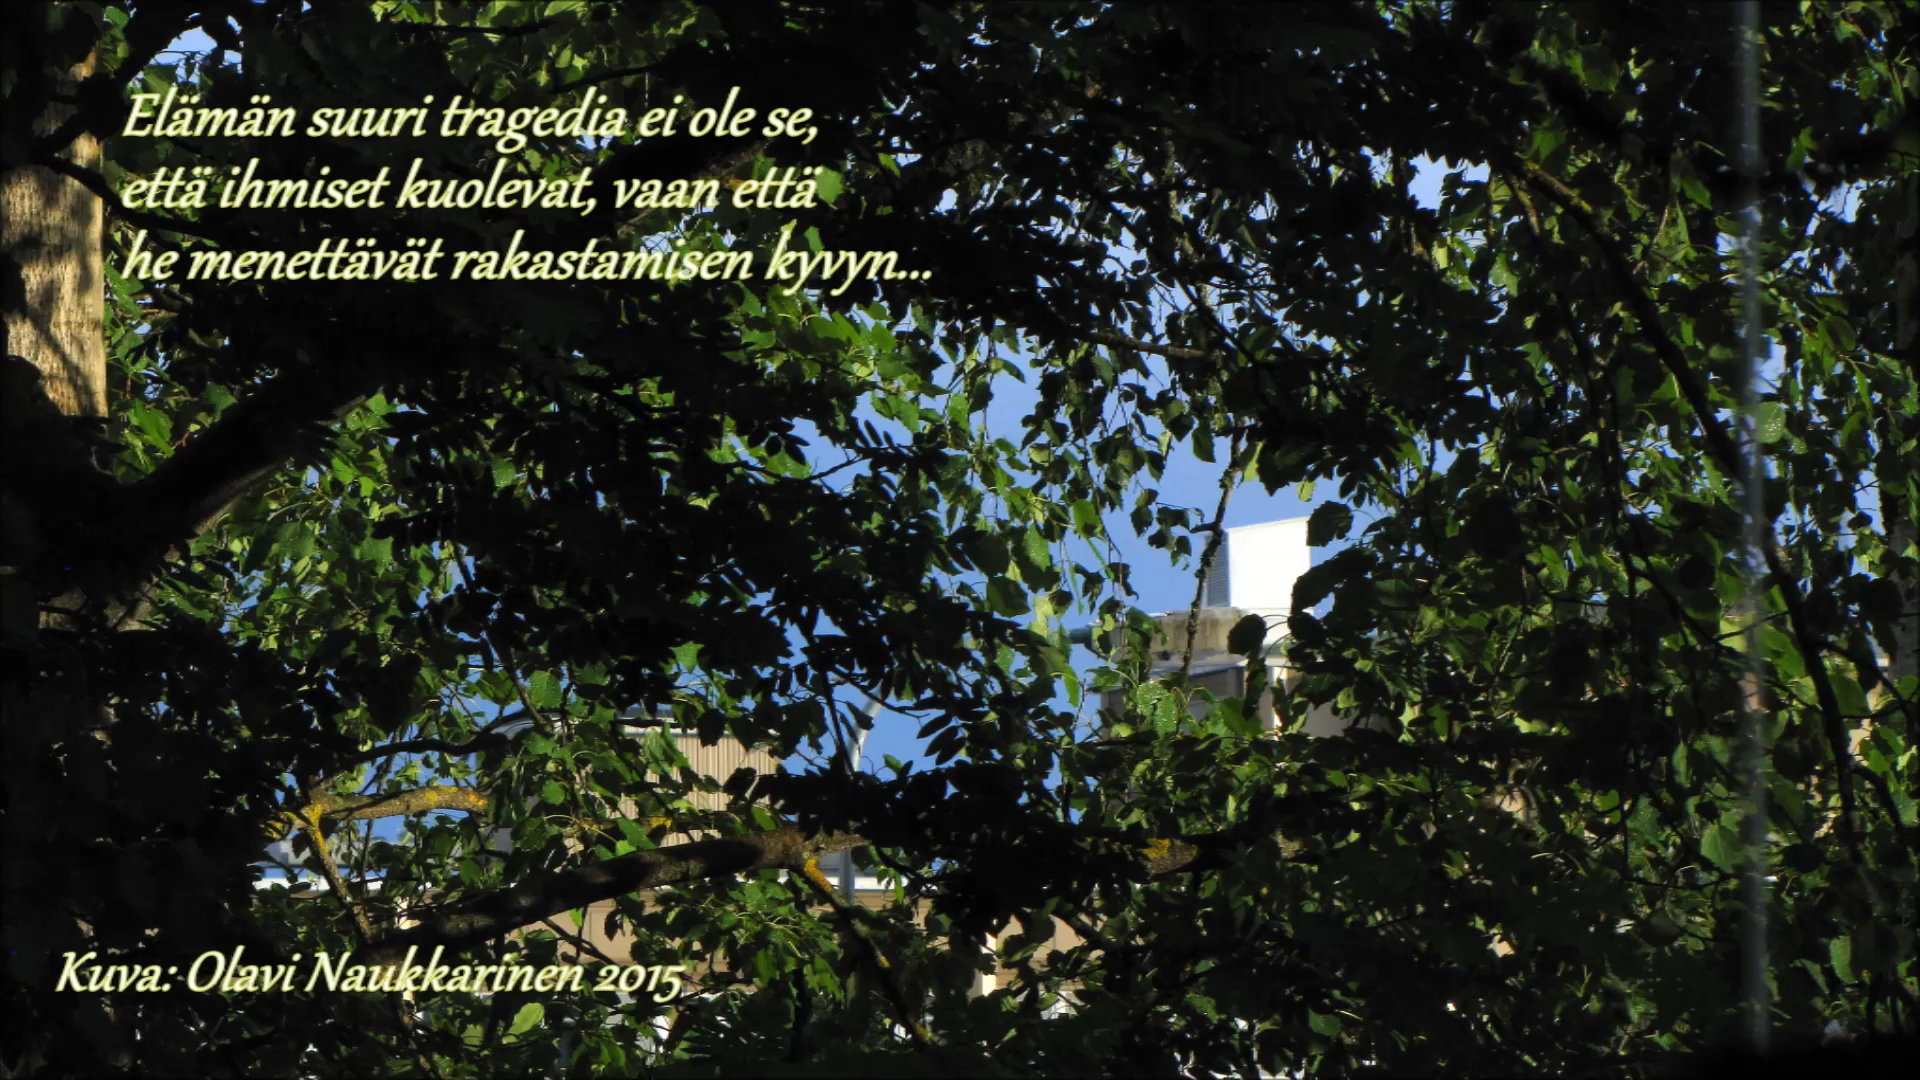 Elämän suuri tragedia ei ole se,
että ihmiset kuolevat, vaan että
he menettävät rakastamisen kyvyn...
Kuva: Olavi Naukkarinen 2015